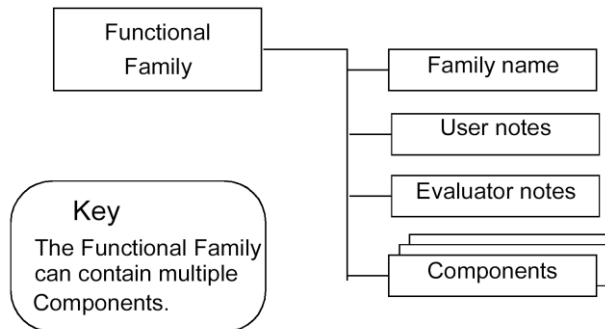 Functional
Family
Family name
User notes
Evaluator notes
Components
Key
The Functional Family
can contain multiple
Components.